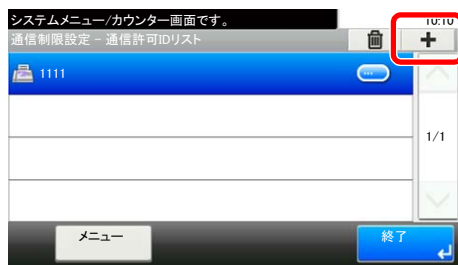 システムメニュー/カウンター画面です。
10:10
通信制限設定 - 通信許可IDリスト
1111
1/1
メニュー
終了